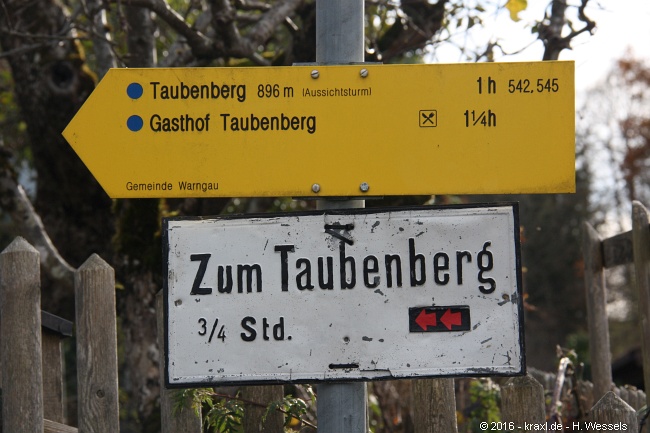 Taubenberg 896 m (Aussichtsturm) 1 h 542.545
Gasthof Taubenberg 1¼h
Gemeinde Warngau
Zum Taubenberg
3/4 Std.
©2016 - kraxl.de - H. Wessels